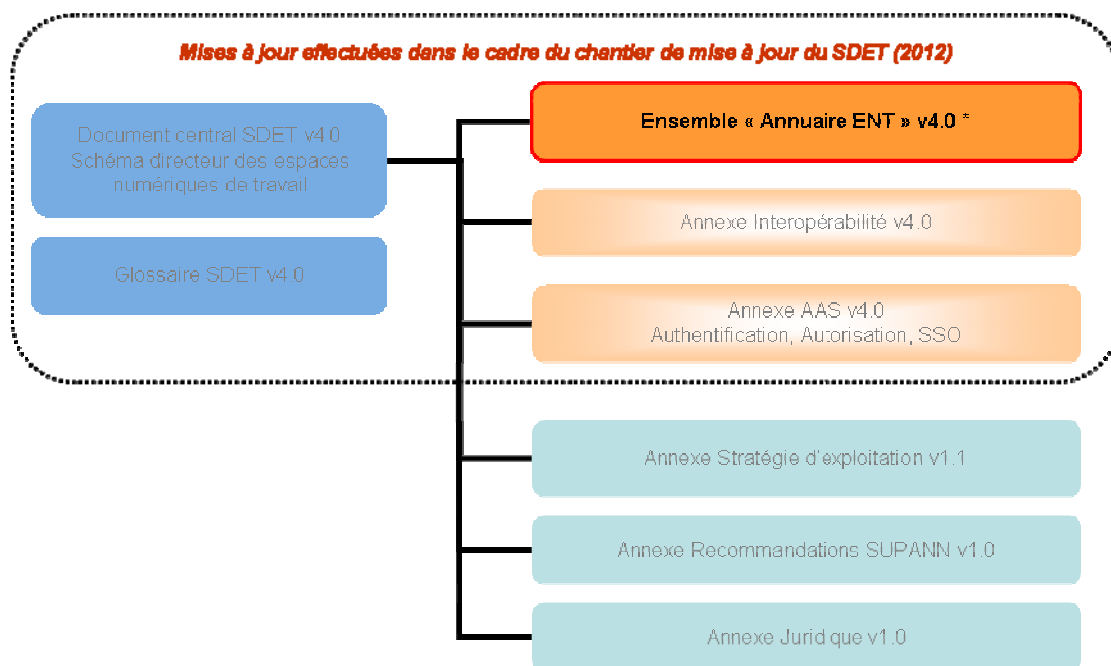 Mises à jour effectuées dans le cadre du chantier de mise à jour du SDET (2012)
Document central SDET v4.0
Schéma directeur des espaces
numériques de travail
Glossaire SDET v4.0
Ensemble « Annuaire ENT » v4.0 *
Annexe Interopérabilité v4.0
Annexe AAS v4.0
Authentification, Autorisation, SSO
Annexe Stratégie d'exploitation v1.1
Annexe Recommandations SUPANN v1.0
Annexe Juridique v1.0